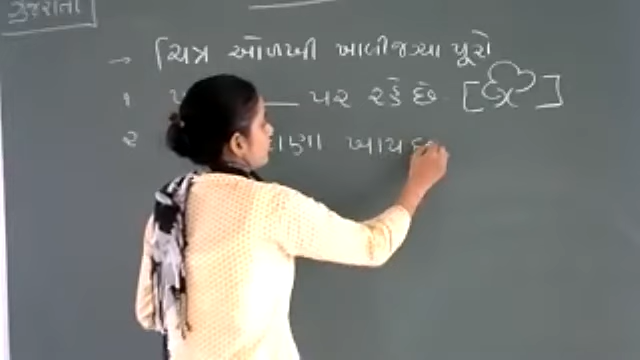 ગુજરાતી
→ ચિત્ર ઓળખી ખાલીજગ્યા પૂરો
૧ પર રહે છે. [ ]
૨ દાણા ખાય છે